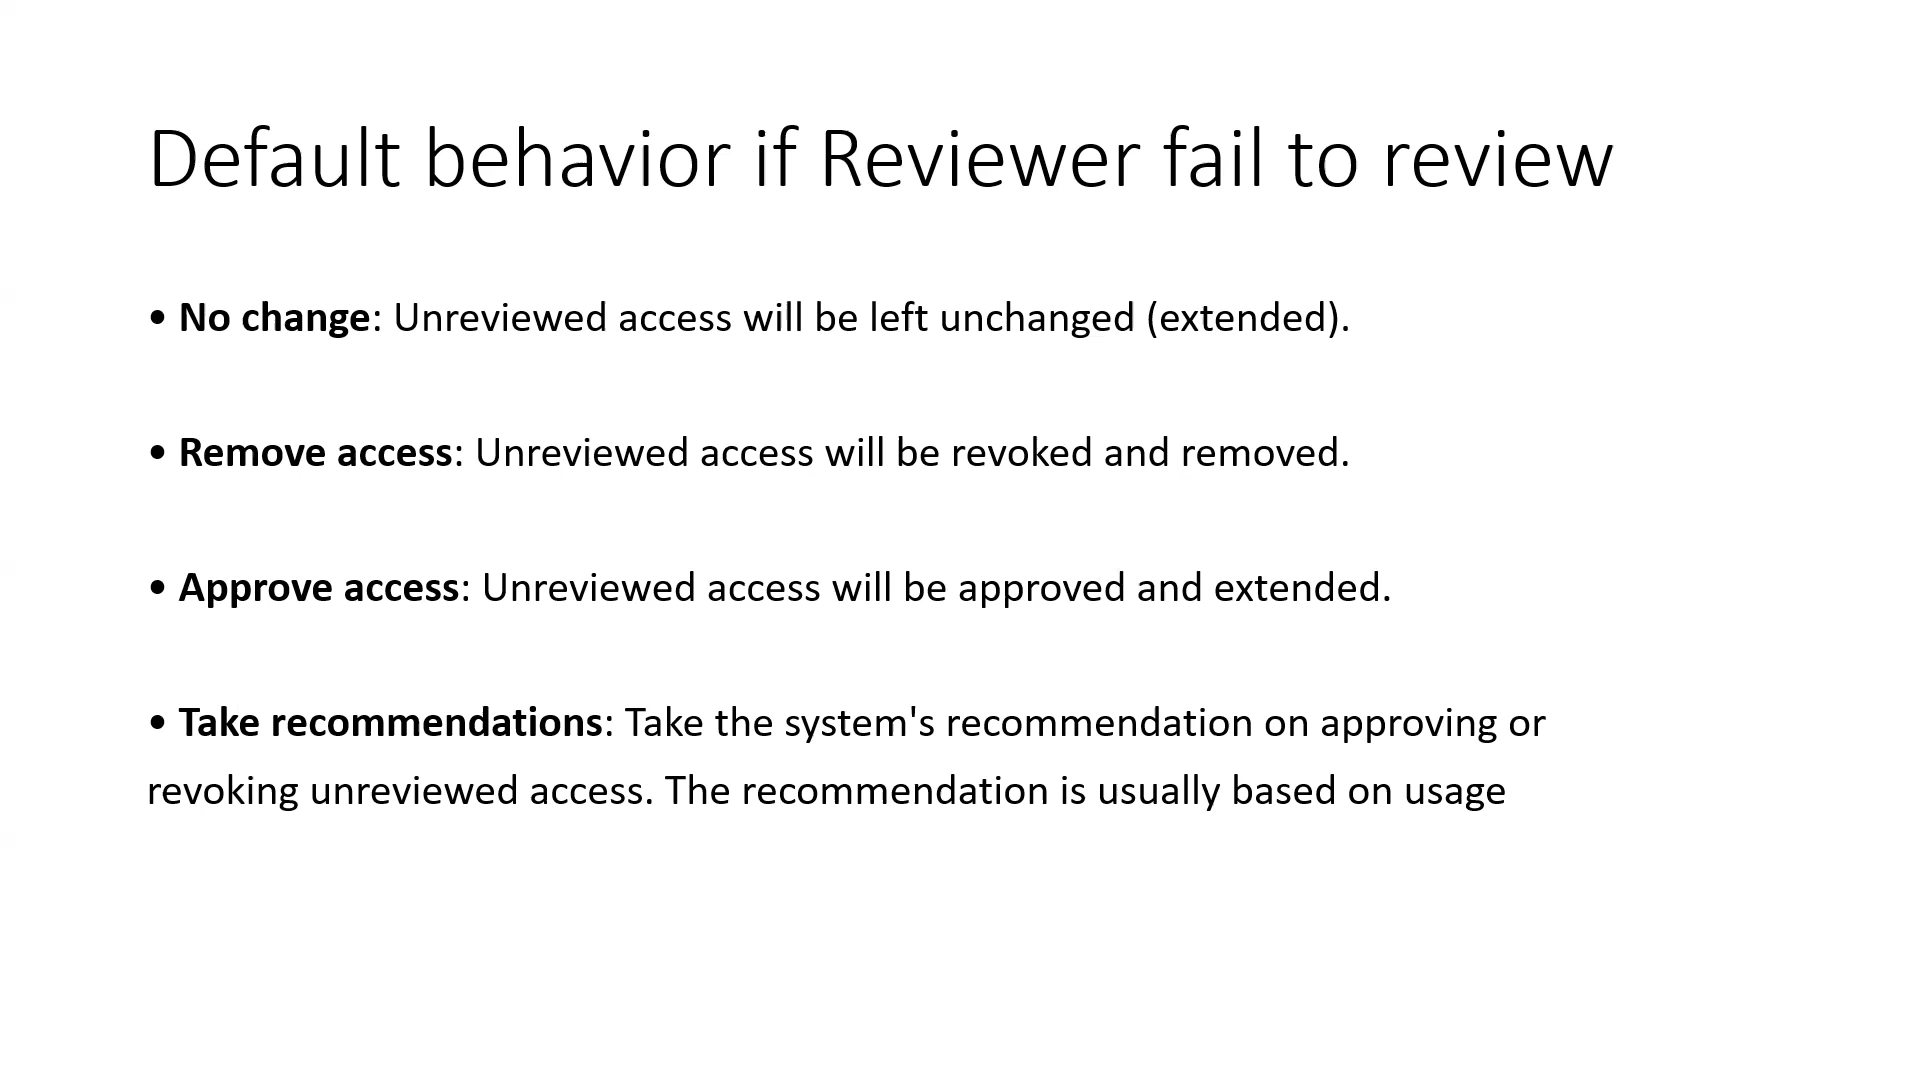 Default behavior if Reviewer fail to review
• No change: Unreviewed access will be left unchanged (extended).
• Remove access: Unreviewed access will be revoked and removed.
• Approve access: Unreviewed access will be approved and extended.
• Take recommendations: Take the system's recommendation on approving or
revoking unreviewed access. The recommendation is usually based on usage